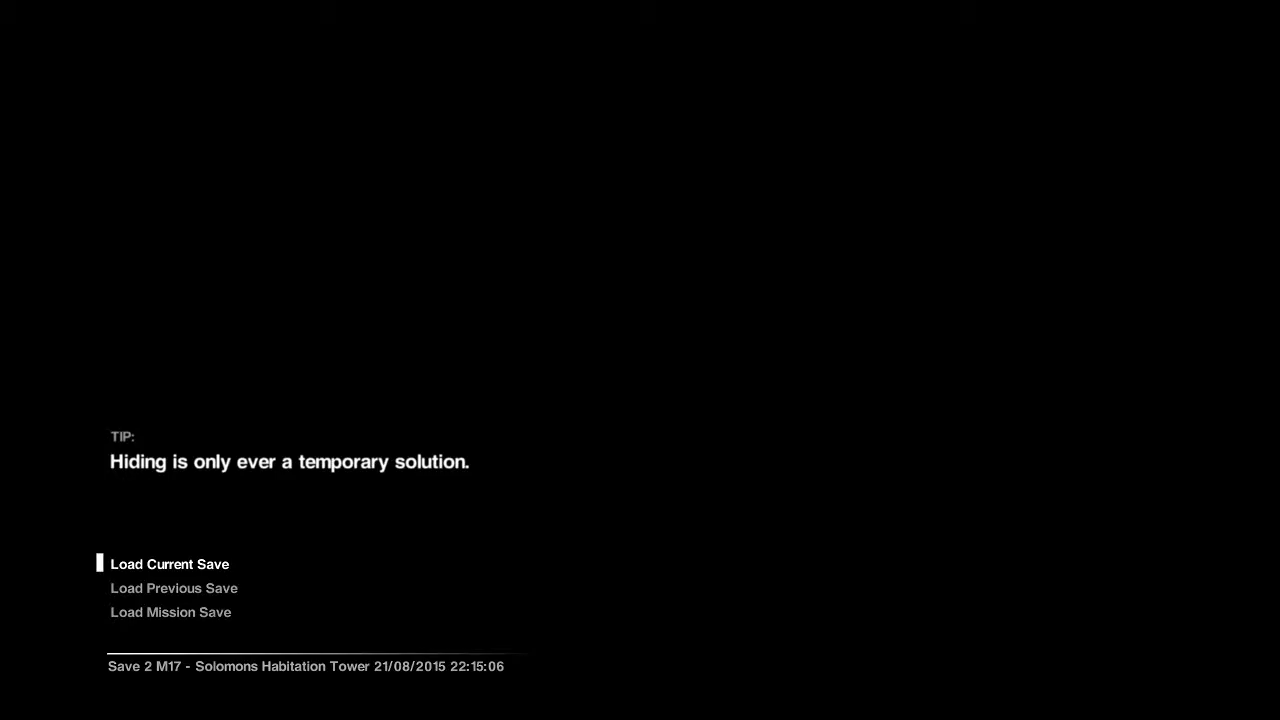 TIP:
Hiding is only ever a temporary solution.
Load Current Save
Load Previous Save
Load Mission Save
Save 2 M17 - Solomons Habitation Tower 21/08/2015 22:15:06